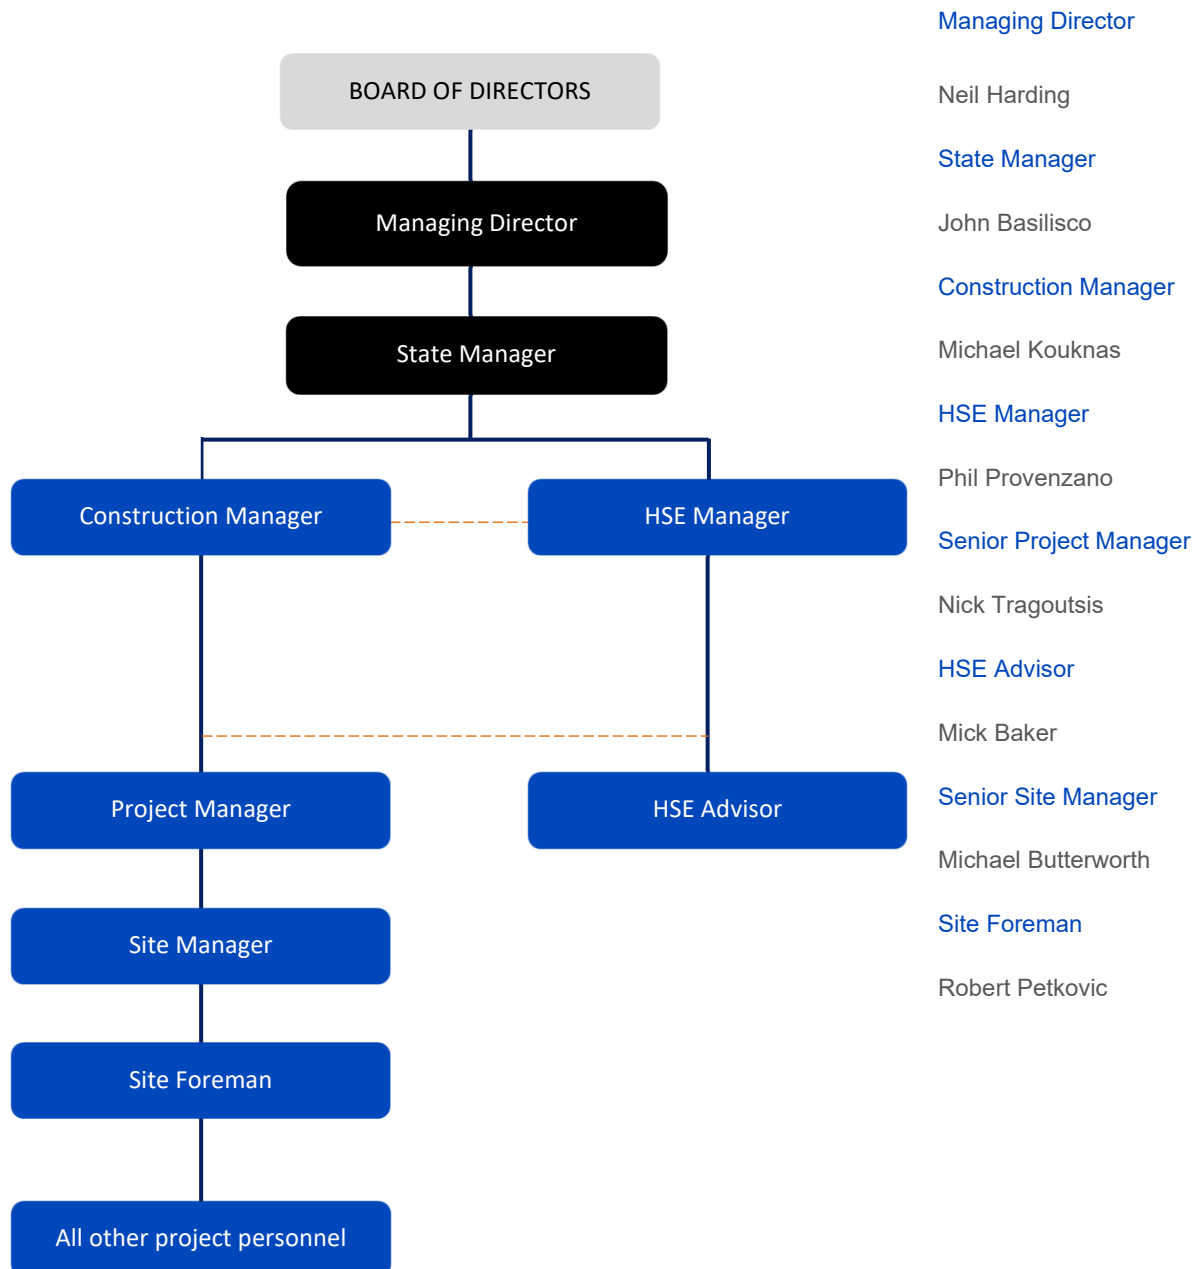 BOARD OF DIRECTORS
Managing Director
State Manager
Construction Manager
HSE Manager
Project Manager
HSE Advisor
Site Manager
Site Foreman
All other project personnel
Managing Director
Neil Harding
State Manager
John Basilisco
Construction Manager
Michael Kouknas
HSE Manager
Phil Provenzano
Senior Project Manager
Nick Tragoutsis
HSE Advisor
Mick Baker
Senior Site Manager
Michael Butterworth
Site Foreman
Robert Petkovic